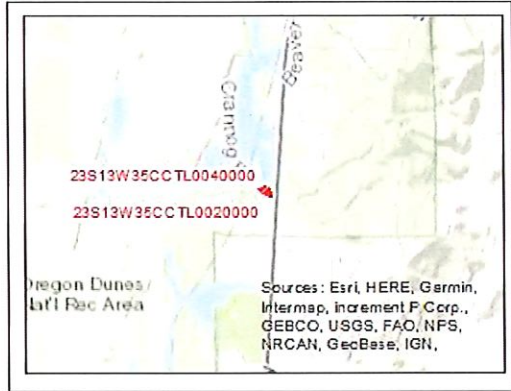 Beaver
Crannog
23S13W35CCTL0040000
23S13W35CCTL0020000
Oregon Dunes
Nat'l Rec Area
Sources: Esri, HERE, Garmin,
Intermap, increment P Corp.,
GEBCO, USGS, FAO, NPS,
NRCAN, GeoBase, IGN,